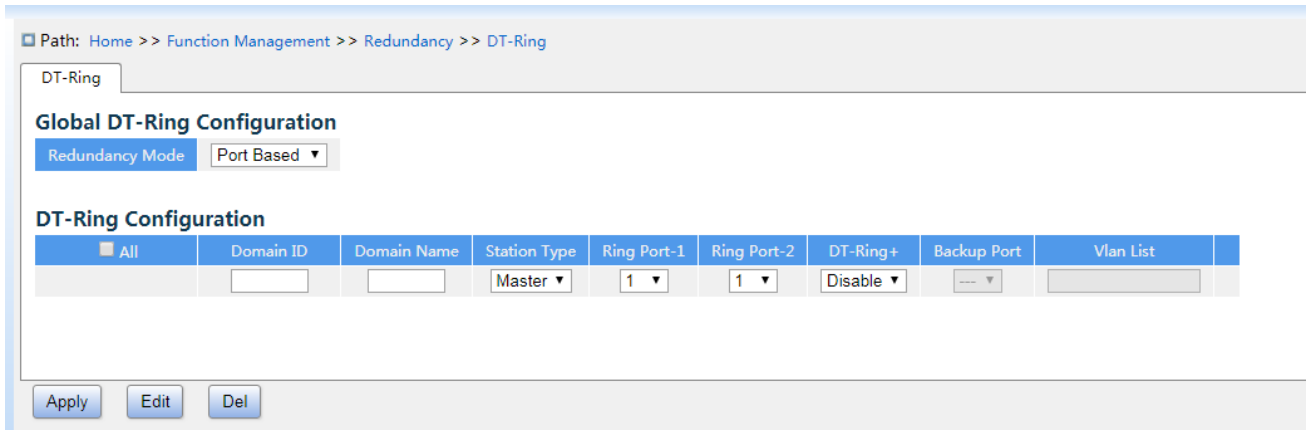 Path: Home >> Function Management >> Redundancy >> DT-Ring
DT-Ring
Global DT-Ring Configuration
Redundancy Mode Port Based
DT-Ring Configuration
All Domain ID Domain Name Station Type Ring Port-1 Ring Port-2 DT-Ring+ Backup Port Vlan List
Master 1 1 Disable ---
Apply Edit Del